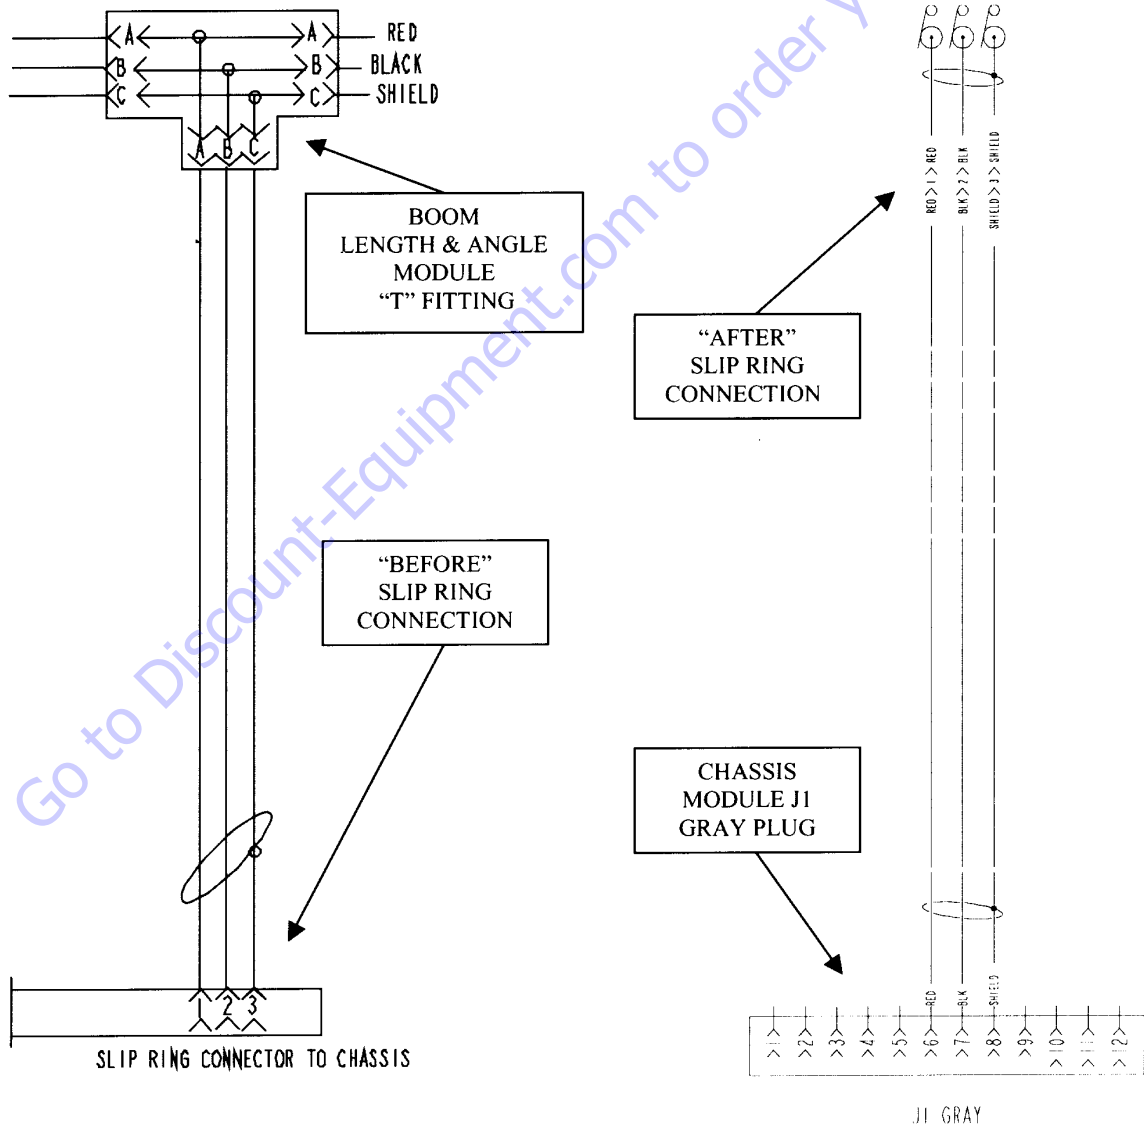 A A RED
B B BLACK
C C SHIELD
A B C
BOOM
LENGTH & ANGLE
MODULE
“T” FITTING
“BEFORE”
SLIP RING
CONNECTION
1 2 3
SLIP RING CONNECTOR TO CHASSIS
RED 1 RED
BLK 2 BLK
SHIELD 3 SHIELD
“AFTER”
SLIP RING
CONNECTION
CHASSIS
MODULE J1
GRAY PLUG
RED
BLK
SHIELD
1 2 3 4 5 6 7 8 9 10 11 12
J1 GRAY
Go to Discount-Equipment.com to order y